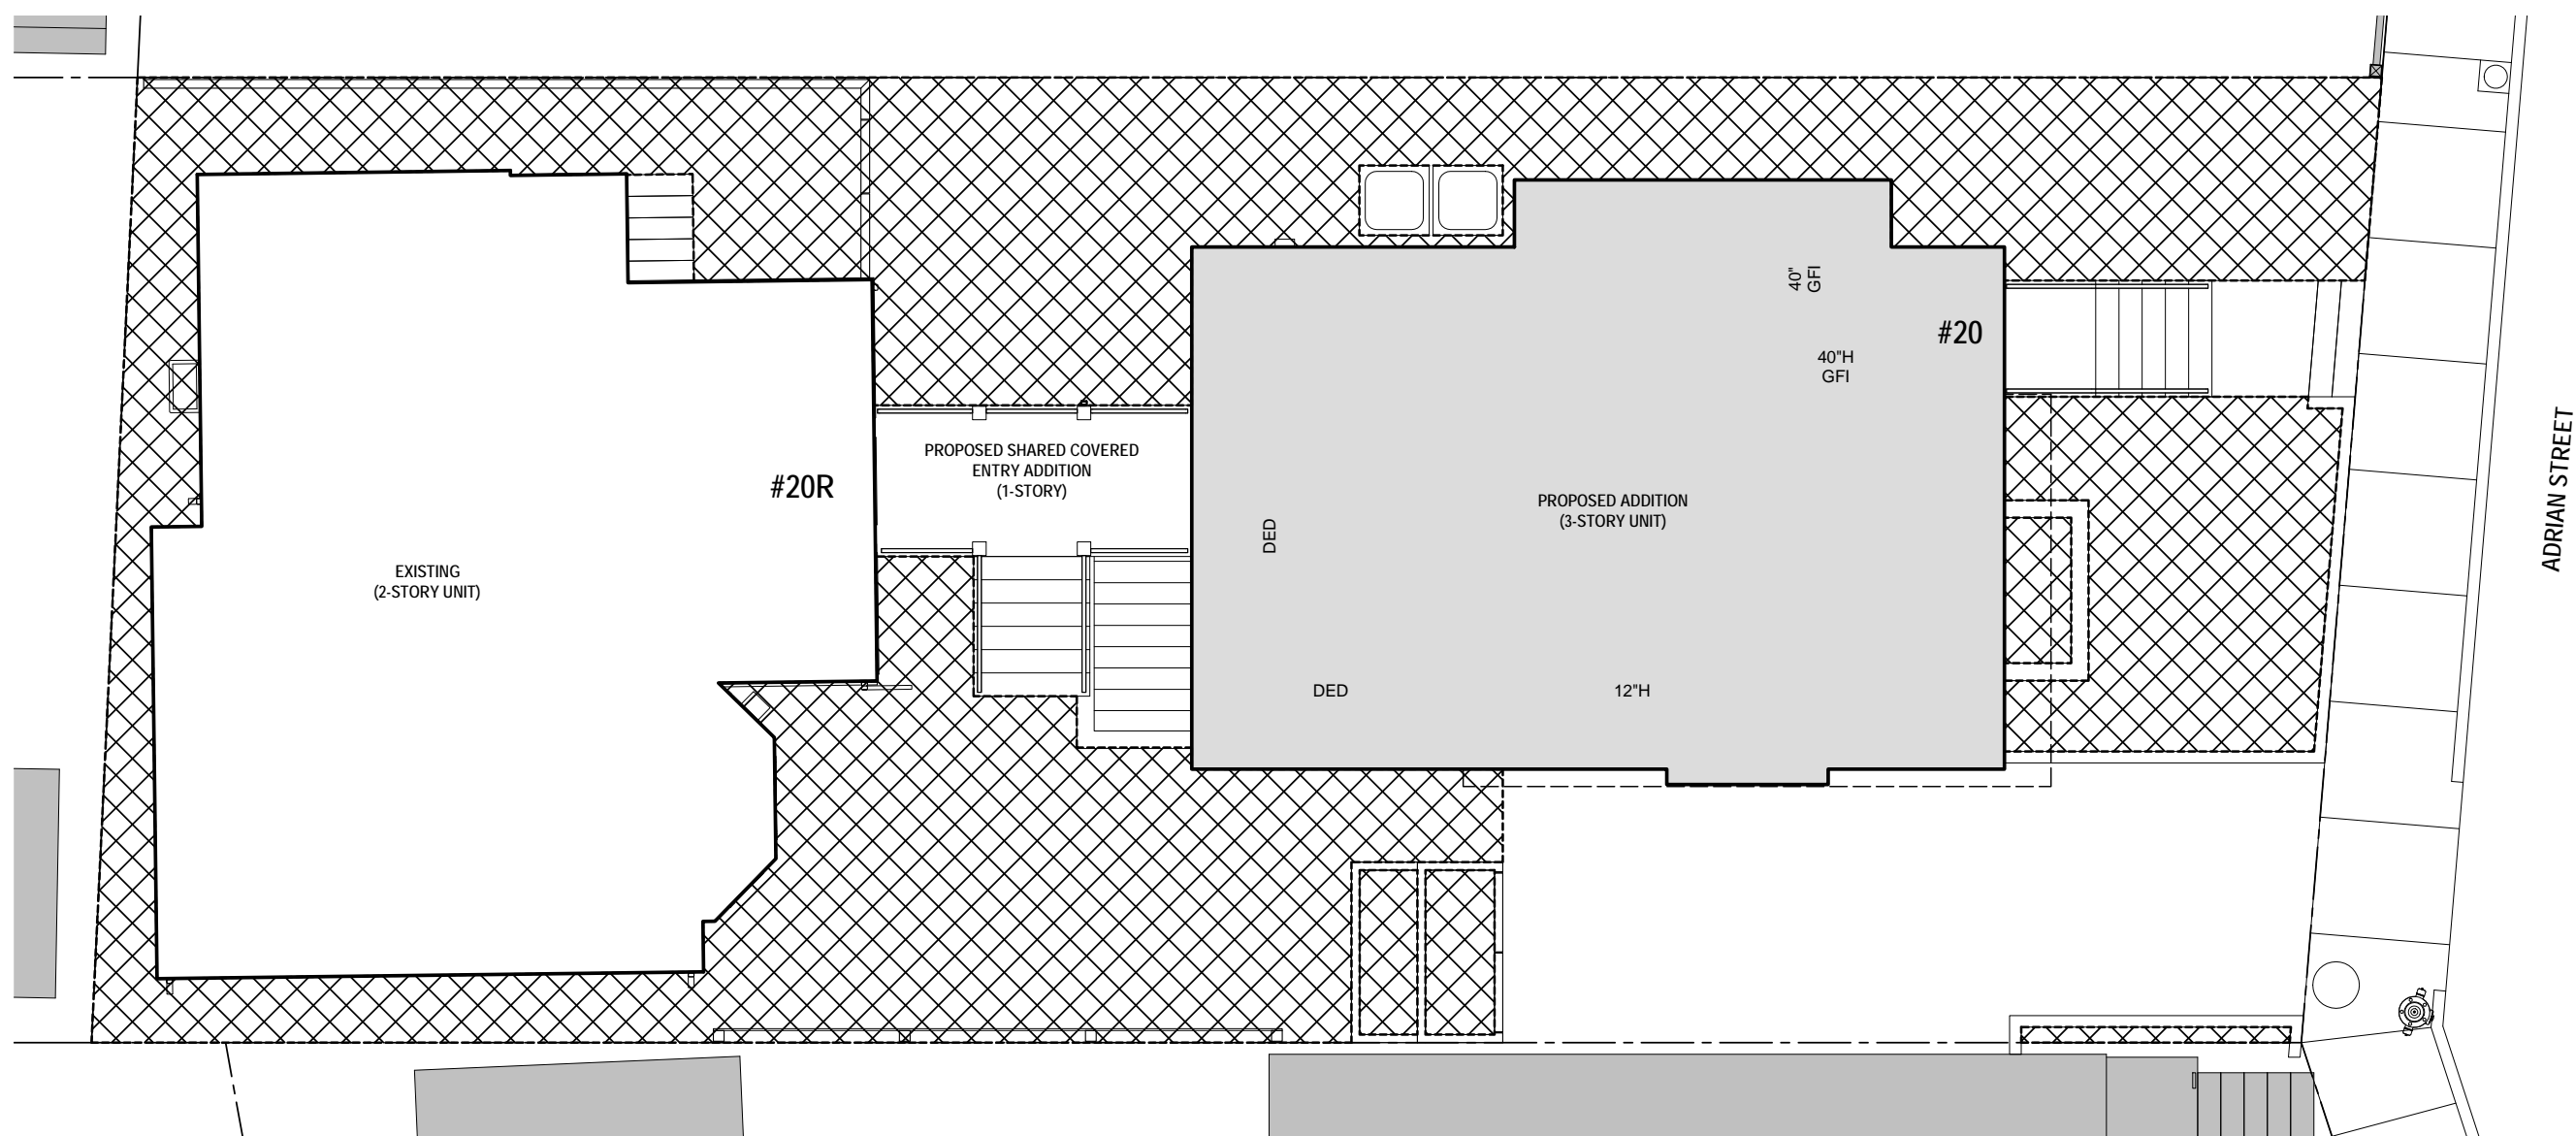 40"
GFI
#20
40"H
GFI
PROPOSED SHARED COVERED
ENTRY ADDITION
(1-STORY)
#20R
PROPOSED ADDITION
(3-STORY UNIT)
ADRIAN STREET
DED
EXISTING
(2-STORY UNIT)
DED
12"H